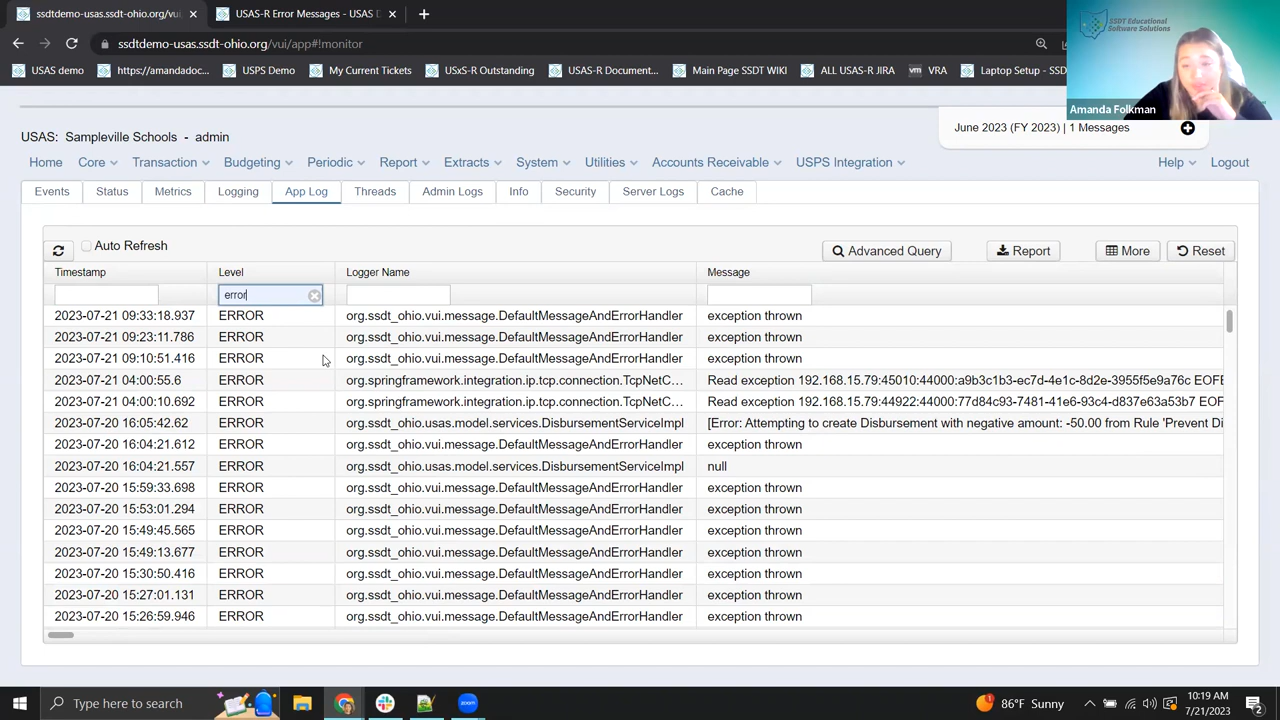 ssdtdemo-usas.ssdt-ohio.org/vui/
USAS-R Error Messages - USAS D
ssdtdemo-usas.ssdt-ohio.org/vui/app#!monitor
USAS demo
https://amandadoc...
USPS Demo
My Current Tickets
USxS-R Outstanding
USAS-R Document...
Main Page SSDT WIKI
ALL USAS-R JIRA
vm VRA
Laptop Setup - SSD
SSDT Educational
Software Solutions
Amanda Folkman
USAS: Sampleville Schools - admin
June 2023 (FY 2023) | 1 Messages
Home Core Transaction Budgeting Periodic Report Extracts System Utilities Accounts Receivable USPS Integration Help Logout
Events Status Metrics Logging App Log Threads Admin Logs Info Security Server Logs Cache
Auto Refresh Advanced Query Report More Reset
Timestamp Level Logger Name Message
error
2023-07-21 09:33:18.937 ERROR org.ssdt_ohio.vui.message.DefaultMessageAndErrorHandler exception thrown
2023-07-21 09:23:11.786 ERROR org.ssdt_ohio.vui.message.DefaultMessageAndErrorHandler exception thrown
2023-07-21 09:10:51.416 ERROR org.ssdt_ohio.vui.message.DefaultMessageAndErrorHandler exception thrown
2023-07-21 04:00:55.6 ERROR org.springframework.integration.ip.tcp.connection.TcpNetC... Read exception 192.168.15.79:45010:44000:a9b3c1b3-ec7d-4e1c-8d2e-3955f5e9a76c EOFE
2023-07-21 04:00:10.692 ERROR org.springframework.integration.ip.tcp.connection.TcpNetC... Read exception 192.168.15.79:44922:44000:77d84c93-7481-41e6-93c4-d837e63a53b7 EOF
2023-07-20 16:05:42.62 ERROR org.ssdt_ohio.usas.model.services.DisbursementServiceImpl [Error: Attempting to create Disbursement with negative amount: -50.00 from Rule 'Prevent Di
2023-07-20 16:04:21.612 ERROR org.ssdt_ohio.vui.message.DefaultMessageAndErrorHandler exception thrown
2023-07-20 16:04:21.557 ERROR org.ssdt_ohio.usas.model.services.DisbursementServiceImpl null
2023-07-20 15:59:33.698 ERROR org.ssdt_ohio.vui.message.DefaultMessageAndErrorHandler exception thrown
2023-07-20 15:53:01.294 ERROR org.ssdt_ohio.vui.message.DefaultMessageAndErrorHandler exception thrown
2023-07-20 15:49:45.565 ERROR org.ssdt_ohio.vui.message.DefaultMessageAndErrorHandler exception thrown
2023-07-20 15:49:13.677 ERROR org.ssdt_ohio.vui.message.DefaultMessageAndErrorHandler exception thrown
2023-07-20 15:30:50.416 ERROR org.ssdt_ohio.vui.message.DefaultMessageAndErrorHandler exception thrown
2023-07-20 15:27:01.131 ERROR org.ssdt_ohio.vui.message.DefaultMessageAndErrorHandler exception thrown
2023-07-20 15:26:59.946 ERROR org.ssdt_ohio.vui.message.DefaultMessageAndErrorHandler exception thrown
Type here to search
zoom
86°F Sunny
10:19 AM
7/21/2023
2